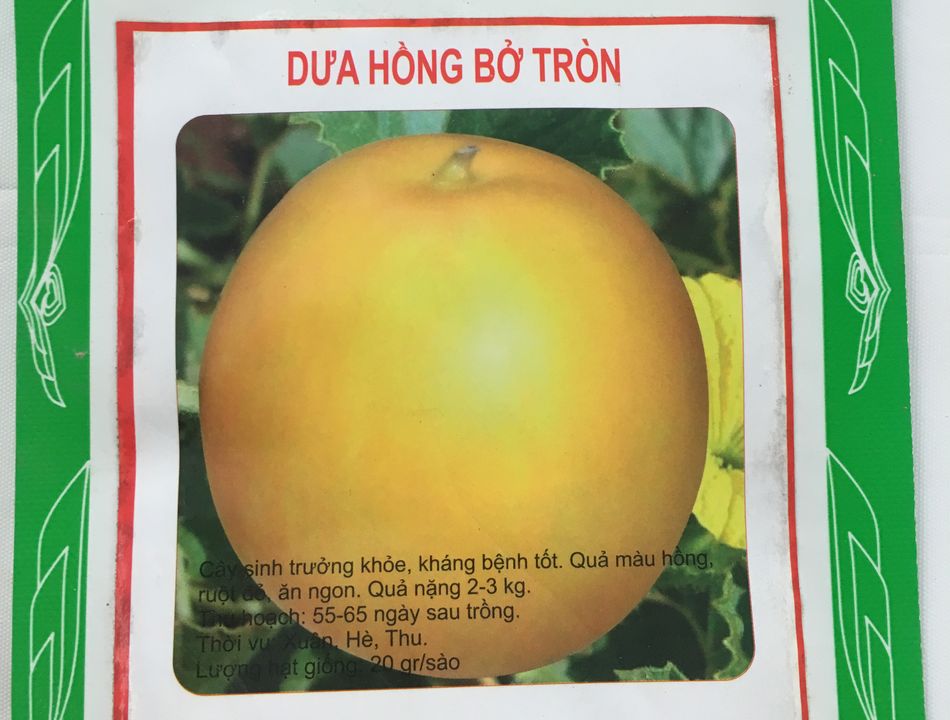 DƯA HỒNG BỞ TRÒN
Cây sinh trưởng khỏe, kháng bệnh tốt. Quả màu hồng,
ruột đỏ, ăn ngon. Quả nặng 2-3 kg.
Thu hoạch: 55-65 ngày sau trồng.
Thời vụ: Xuân, Hè, Thu.
Lượng hạt giống: 20 gr/sào